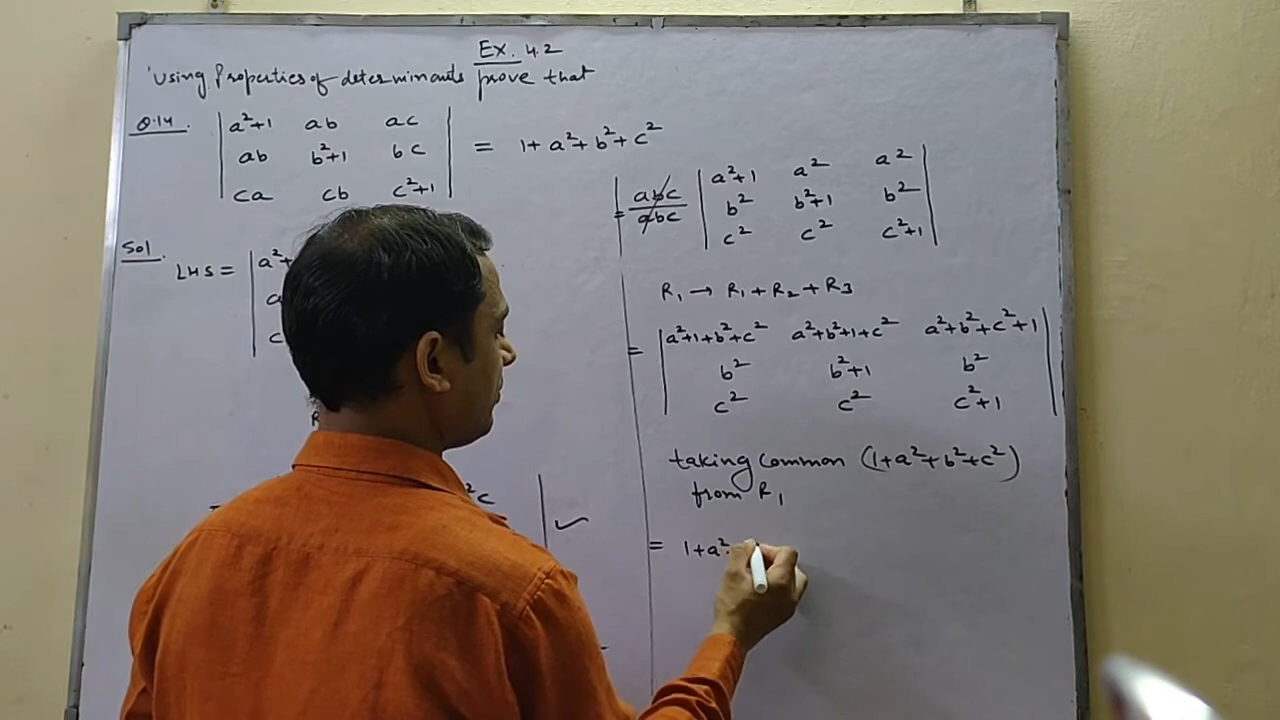 Ex. 4.2
Using Properties of determinants prove that
Q.14. | a²+1 ab ac |
| ab b²+1 bc | = 1+a²+b²+c²
| ca cb c²+1 |
Sol
LHS = | a²+
a
c
²c
✓
= abc/abc | a²+1 a² a² |
| b² b²+1 b² |
| c² c² c²+1 |
R₁ → R₁ + R₂ + R₃
= | a²+1+b²+c² a²+b²+1+c² a²+b²+c²+1 |
| b² b²+1 b² |
| c² c² c²+1 |
taking common (1+a²+b²+c²)
from R₁
= 1+a²